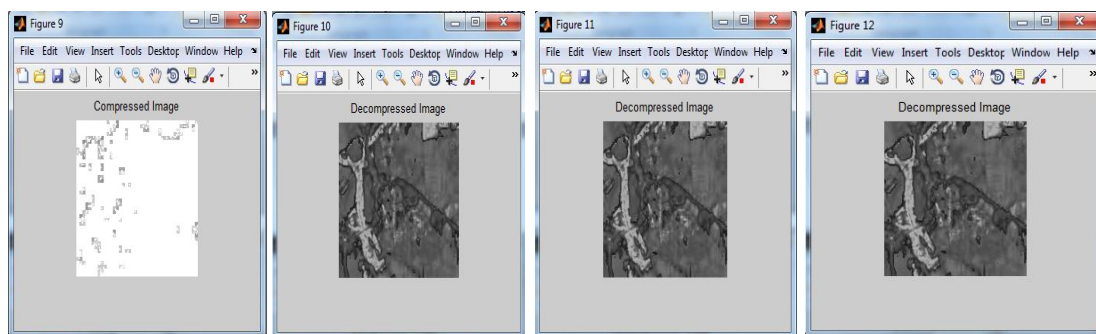 Figure 9
File Edit View Insert Tools Desktop Window Help
Compressed Image
Figure 10
File Edit View Insert Tools Desktop Window Help
Decompressed Image
Figure 11
File Edit View Insert Tools Desktop Window Help
Decompressed Image
Figure 12
File Edit View Insert Tools Desktop Window Help
Decompressed Image